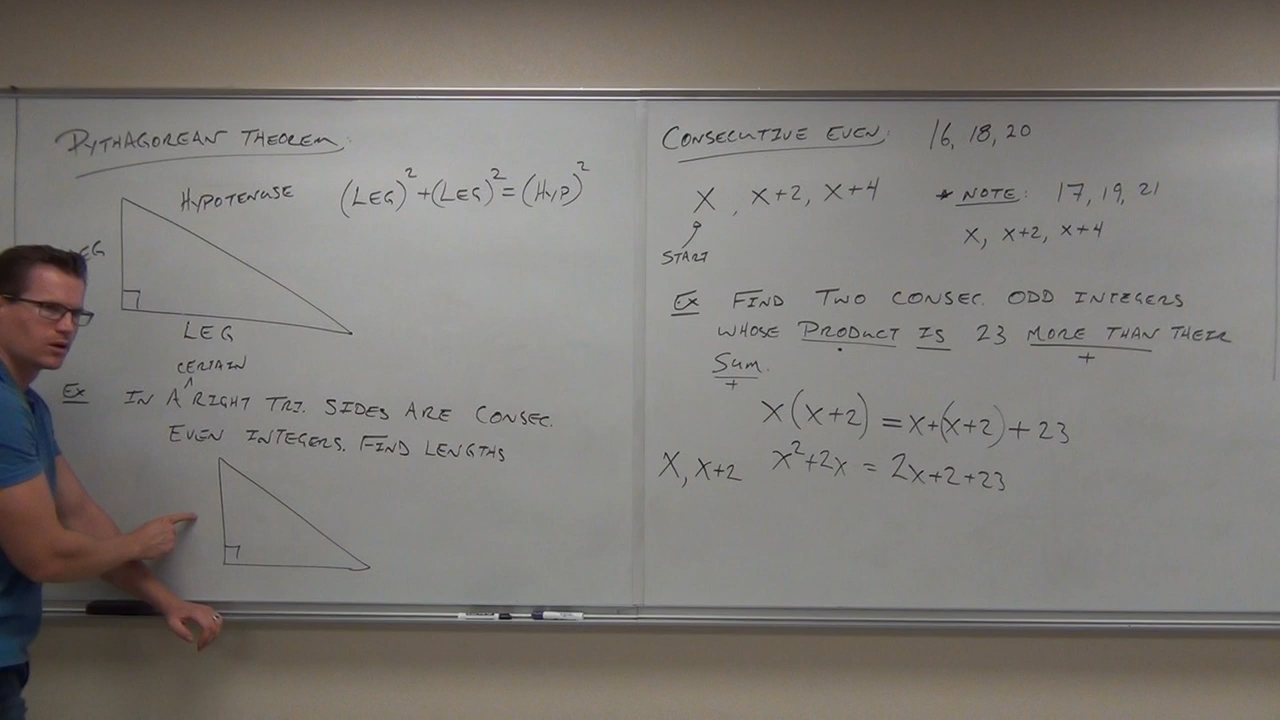 PYTHAGOREAN THEOREM:
HYPOTENUSE (LEG)² + (LEG)² = (HYP)²
LEG
CERTAIN
Ex IN A ^ RIGHT TRI. SIDES ARE CONSEC.
EVEN INTEGERS. FIND LENGTHS
CONSECUTIVE EVEN: 16, 18, 20
X, X+2, X+4
START
* NOTE: 17, 19, 21
X, X+2, X+4
Ex FIND TWO CONSEC. ODD INTEGERS
WHOSE PRODUCT IS 23 MORE THAN THEIR
• +
SUM.
+
X(X+2) = X+(X+2)+23
X, X+2 X²+2X = 2X+2+23